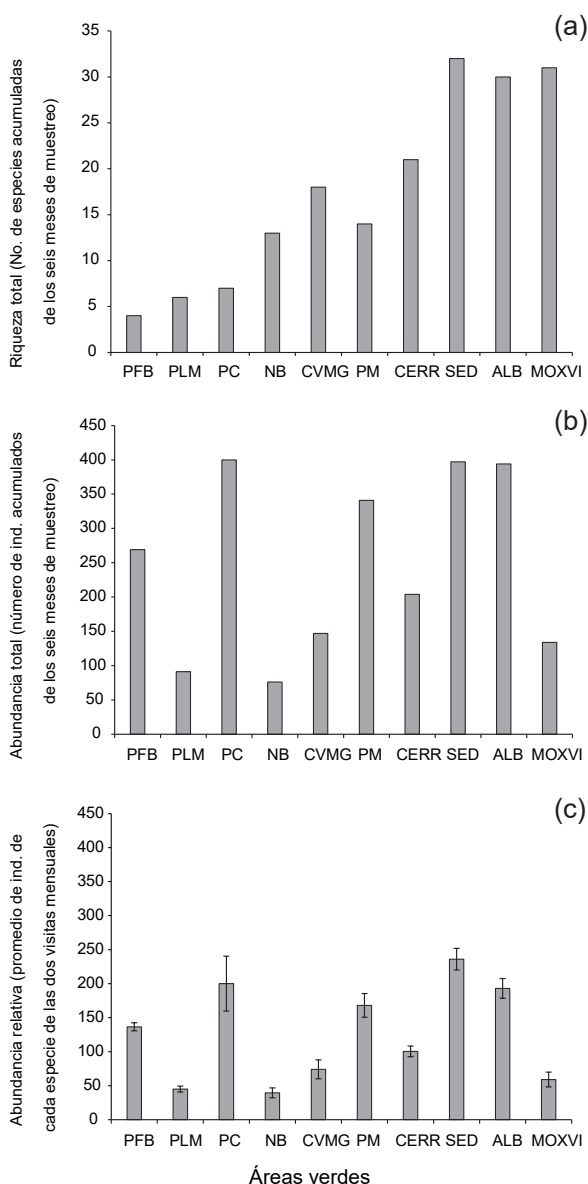 (a)
Riqueza total (No. de especies acumuladas
de los seis meses de muestreo)
35
30
25
20
15
10
5
0
PFB PLM PC NB CVMG PM CERR SED ALB MOXVI
(b)
Abundancia total (número de ind. acumulados
de los seis meses de muestreo)
450
400
350
300
250
200
150
100
50
0
PFB PLM PC NB CVMG PM CERR SED ALB MOXVI
(c)
Abundancia relativa (promedio de ind. de
cada especie de las dos visitas mensuales)
450
400
350
300
250
200
150
100
50
0
PFB PLM PC NB CVMG PM CERR SED ALB MOXVI
Áreas verdes